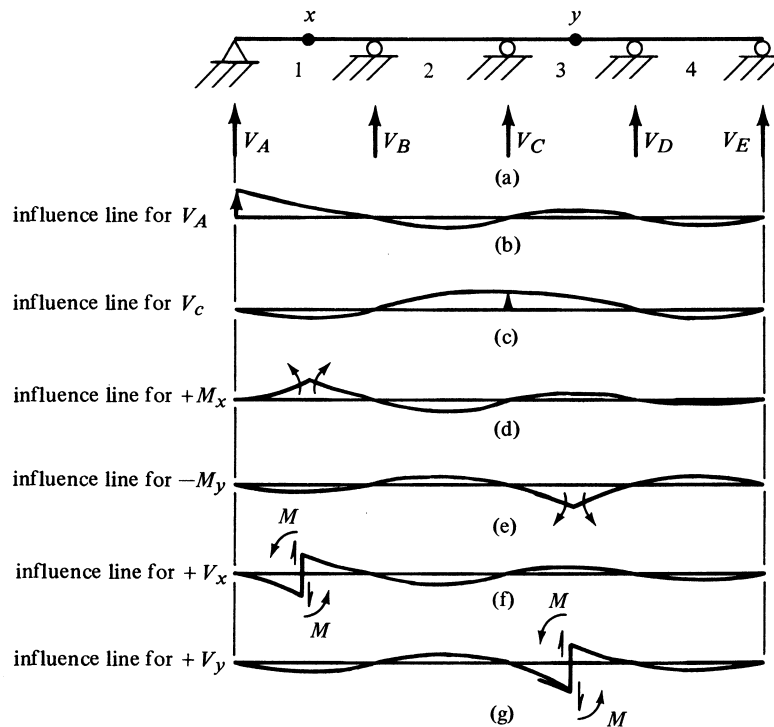 x y
1 2 3 4
V_A V_B V_C V_D V_E
(a)
influence line for V_A
(b)
influence line for V_c
(c)
influence line for +M_x
(d)
influence line for −M_y
(e)
M
influence line for + V_x
M
(f)
M
influence line for + V_y
M
(g)